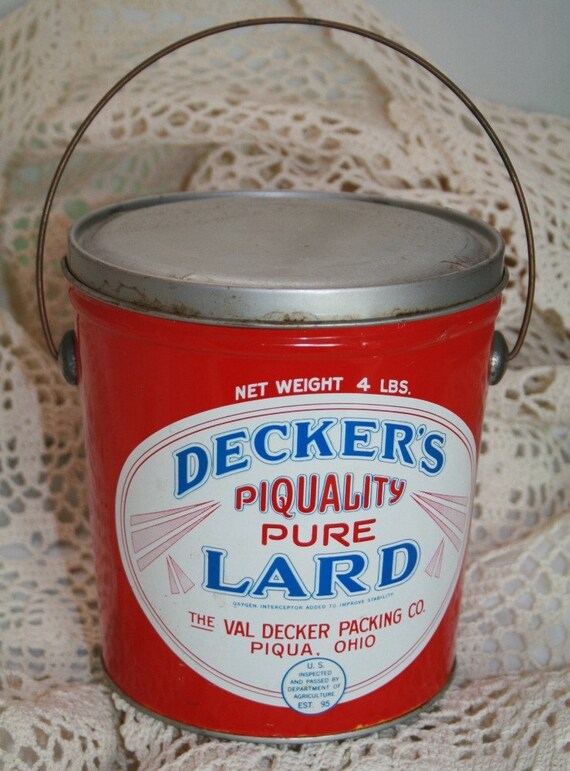 NET WEIGHT 4 LBS.
DECKER'S
PIQUALITY
PURE
LARD
OXYGEN INTERCEPTOR ADDED TO IMPROVE STABILITY.
THE VAL DECKER PACKING CO.
PIQUA, OHIO
U.S.
INSPECTED
AND PASSED BY
DEPARTMENT OF
AGRICULTURE
EST. 95